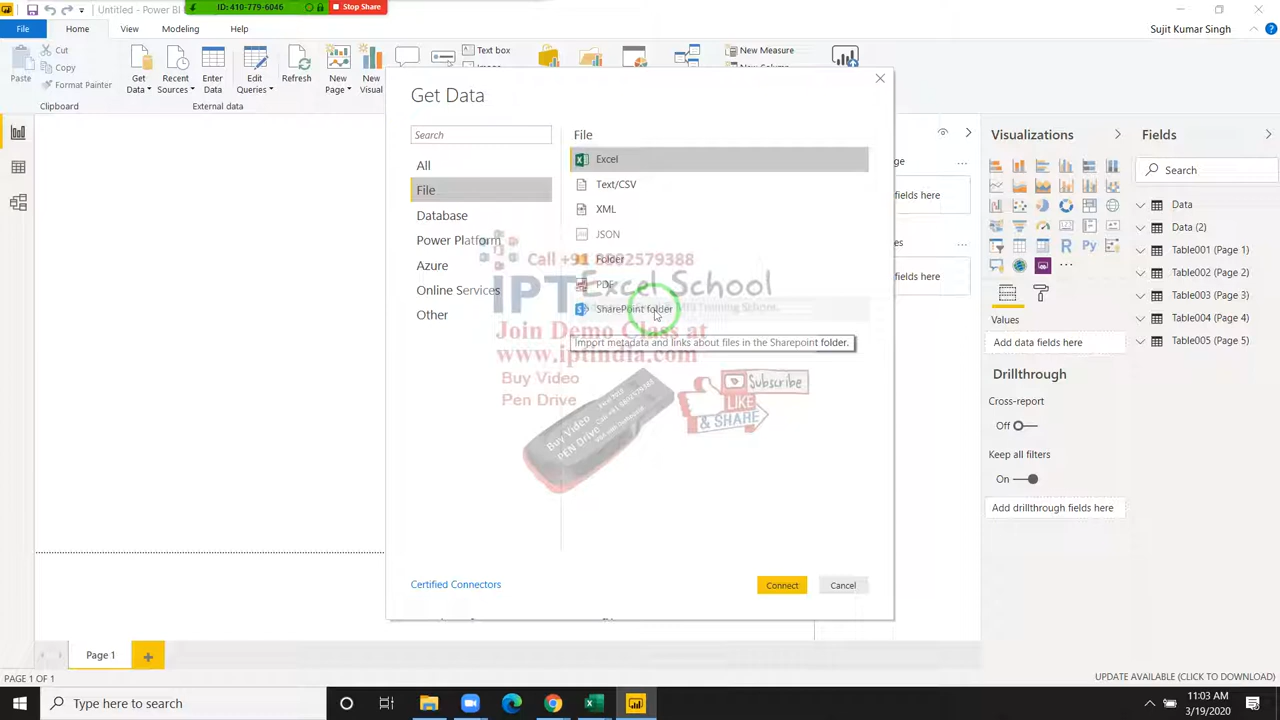 Untitled - Power BI
ID: 410-779-6046
Stop Share
File
Home
View
Modeling
Help
Sujit Kumar Singh
Paste
Cut
Copy
Format Painter
Clipboard
Get Data
Recent Sources
Enter Data
Edit Queries
Refresh
External data
New Page
New Visual
Text box
New Measure
Get Data
Search
All
File
Database
Power Platform
Azure
Online Services
Other
File
Excel
Text/CSV
XML
JSON
Folder
PDF
SharePoint folder
Import metadata and links about files in the Sharepoint folder.
Certified Connectors
Connect
Cancel
Call +91 8802579388
IPT Excel School
Join Demo Class at
www.iptindia.com
Buy Video
Pen Drive
Buy Video
PEN Drive
Subscribe
LIKE
& SHARE
fields here
fields here
Visualizations
Values
Add data fields here
Drillthrough
Cross-report
Off
Keep all filters
On
Add drillthrough fields here
Fields
Search
Data
Data (2)
Table001 (Page 1)
Table002 (Page 2)
Table003 (Page 3)
Table004 (Page 4)
Table005 (Page 5)
Page 1
PAGE 1 OF 1
UPDATE AVAILABLE (CLICK TO DOWNLOAD)
Type here to search
11:03 AM
3/19/2020